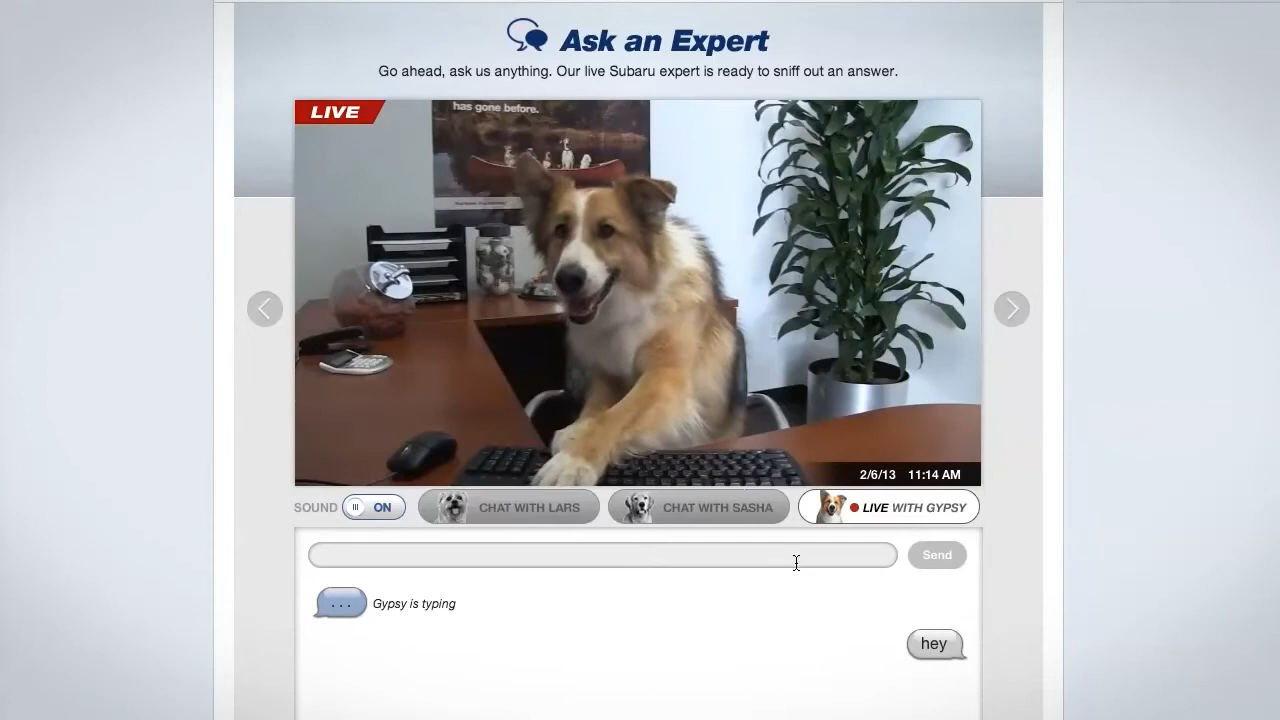 Ask an Expert
Go ahead, ask us anything. Our live Subaru expert is ready to sniff out an answer.
LIVE
has gone before.
2/6/13 11:14 AM
SOUND ON CHAT WITH LARS CHAT WITH SASHA LIVE WITH GYPSY
Send
... Gypsy is typing
hey